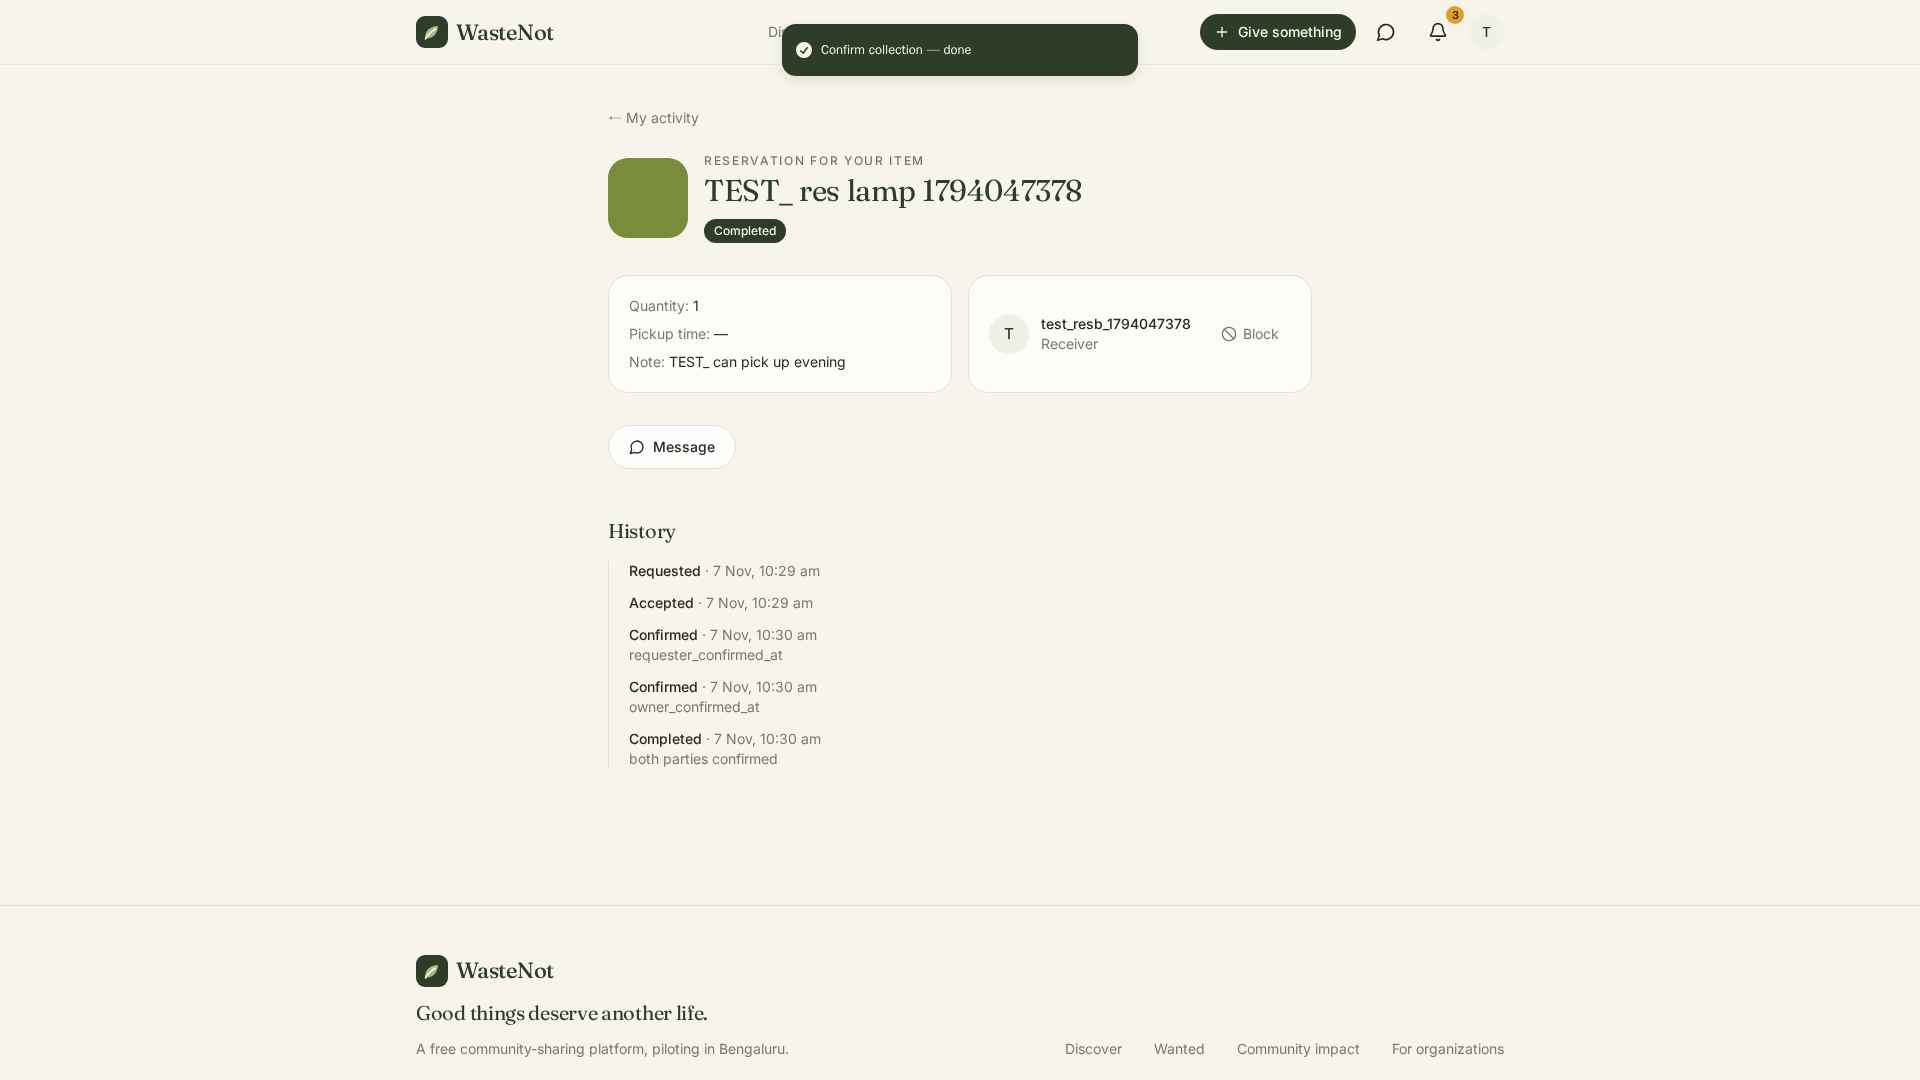 WasteNot
Give something
3
T
Confirm collection — done
← My activity
RESERVATION FOR YOUR ITEM
TEST_ res lamp 1794047378
Completed
Quantity: 1
Pickup time: —
Note: TEST_ can pick up evening
T
test_resb_1794047378
Receiver
Block
Message
History
Requested · 7 Nov, 10:29 am
Accepted · 7 Nov, 10:29 am
Confirmed · 7 Nov, 10:30 am
requester_confirmed_at
Confirmed · 7 Nov, 10:30 am
owner_confirmed_at
Completed · 7 Nov, 10:30 am
both parties confirmed
WasteNot
Good things deserve another life.
A free community-sharing platform, piloting in Bengaluru.
Discover
Wanted
Community impact
For organizations